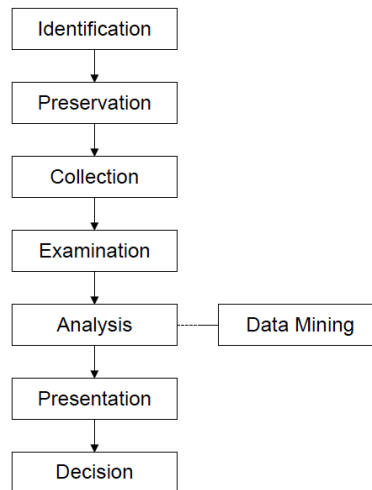 Identification
Preservation
Collection
Examination
Analysis
Data Mining
Presentation
Decision